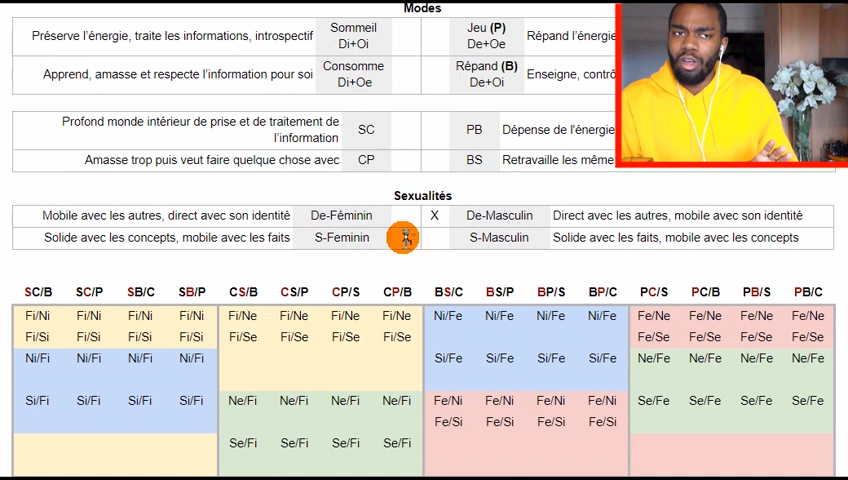 Modes
Préserve l’énergie, traite les informations, introspectif
Sommeil
Di+Oi
Jeu (P)
De+Oe
Répand l’énergie
Apprend, amasse et respecte l’information pour soi
Consomme
Di+Oe
Répand (B)
De+Oi
Enseigne,
Profond monde intérieur de prise et de traitement de
l’information
SC
PB
Dépense de l’énergie
Amasse trop puis veut faire quelque chose avec
CP
BS
Retravaille les même
Sexualités
Mobile avec les autres, direct avec son identité
De-Féminin
X
De-Masculin
Direct avec les autres, mobile avec son identité
Solide avec les concepts, mobile avec les faits
S-Feminin
S-Masculin
Solide avec les faits, mobile avec les concepts
SC/B SC/P SB/C SB/P CS/B CS/P CP/S CP/B BS/C BS/P BP/S BP/C PC/S PC/B PB/S PB/C
Fi/Ni Fi/Ni Fi/Ni Fi/Ni Fi/Ne Fi/Ne Fi/Ne Fi/Ne Ni/Fe Ni/Fe Ni/Fe Ni/Fe Fe/Ne Fe/Ne Fe/Ne Fe/Ne
Fi/Si Fi/Si Fi/Si Fi/Si Fi/Se Fi/Se Fi/Se Fi/Se Fe/Se Fe/Se Fe/Se Fe/Se
Ni/Fi Ni/Fi Ni/Fi Ni/Fi Si/Fe Si/Fe Si/Fe Si/Fe Ne/Fe Ne/Fe Ne/Fe Ne/Fe
Si/Fi Si/Fi Si/Fi Si/Fi Ne/Fi Ne/Fi Ne/Fi Ne/Fi Fe/Ni Fe/Ni Fe/Ni Fe/Ni Se/Fe Se/Fe Se/Fe Se/Fe
Fe/Si Fe/Si Fe/Si Fe/Si
Se/Fi Se/Fi Se/Fi Se/Fi